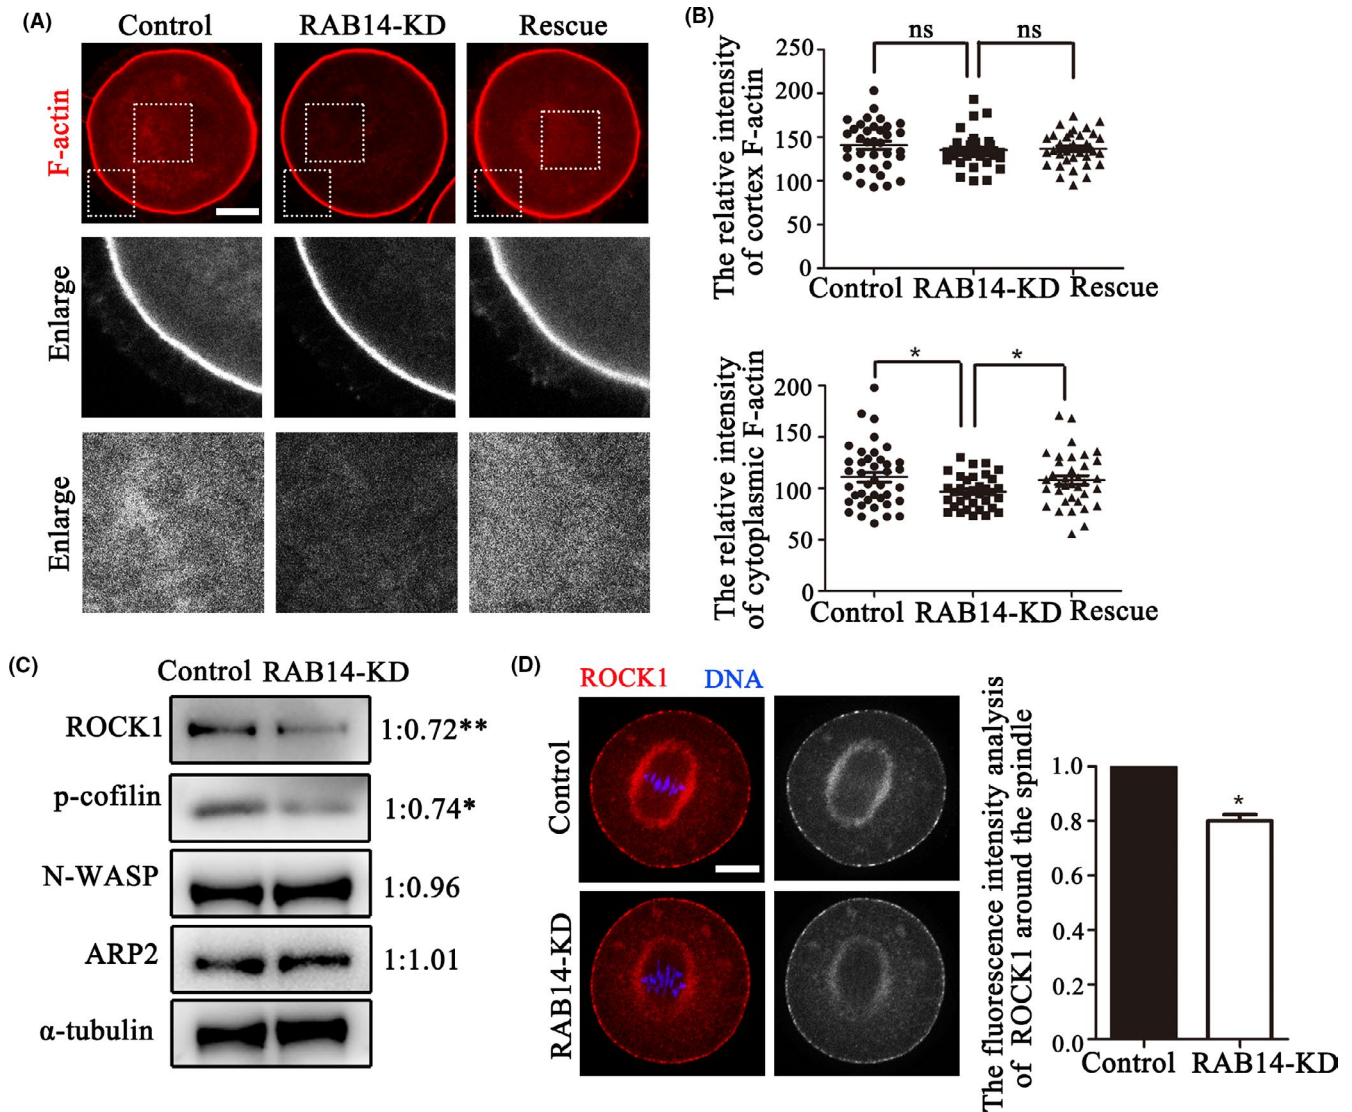 (A)
Control RAB14-KD Rescue
F-actin
Enlarge
Enlarge
(B)
The relative intensity
of cortex F-actin
ns ns
250
200
150
100
50
0
Control RAB14-KD Rescue
The relative intensity
of cytoplasmic F-actin
* *
200
150
100
50
0
Control RAB14-KD Rescue
(C)
Control RAB14-KD
ROCK1 1:0.72**
p-cofilin 1:0.74*
N-WASP 1:0.96
ARP2 1:1.01
α-tubulin
(D)
ROCK1 DNA
Control
RAB14-KD
The fluorescence intensity analysis
of ROCK1 around the spindle
1.0
0.8
0.6
0.4
0.2
0.0
*
Control RAB14-KD